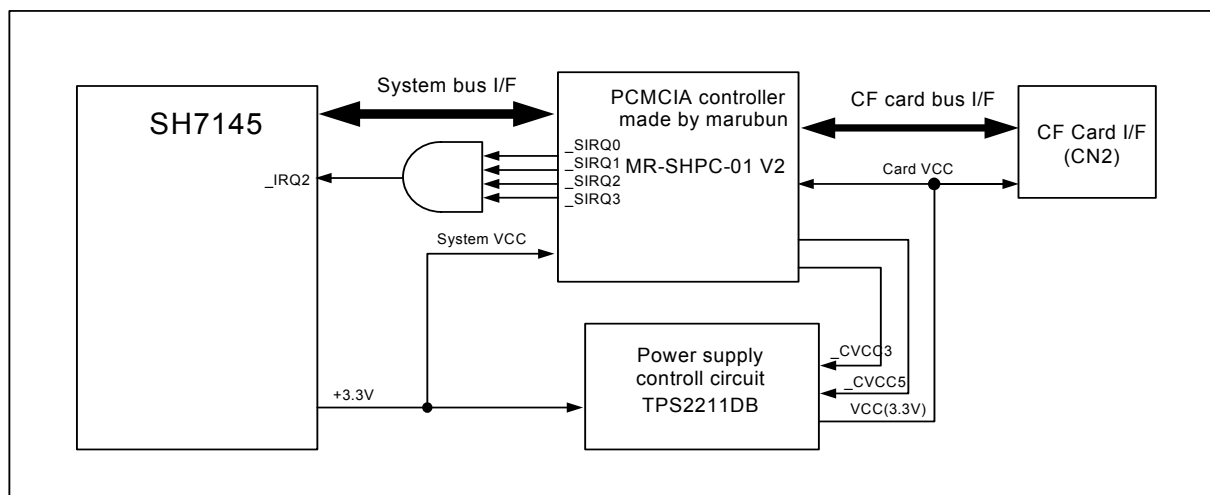 SH7145
System bus I/F
PCMCIA controller
made by marubun
MR-SHPC-01 V2
CF card bus I/F
CF Card I/F
(CN2)
_SIRQ0
_SIRQ1
_SIRQ2
_SIRQ3
_IRQ2
Card VCC
System VCC
Power supply
controll circuit
TPS2211DB
_CVCC3
_CVCC5
VCC(3.3V)
+3.3V